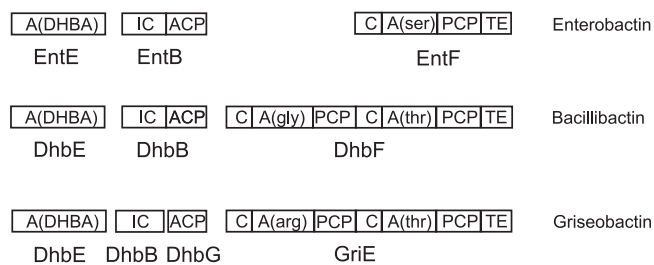 A(DHBA) IC ACP C A(ser) PCP TE Enterobactin
EntE EntB EntF
A(DHBA) IC ACP C A(gly) PCP C A(thr) PCP TE Bacillibactin
DhbE DhbB DhbF
A(DHBA) IC ACP C A(arg) PCP C A(thr) PCP TE Griseobactin
DhbE DhbB DhbG GriE